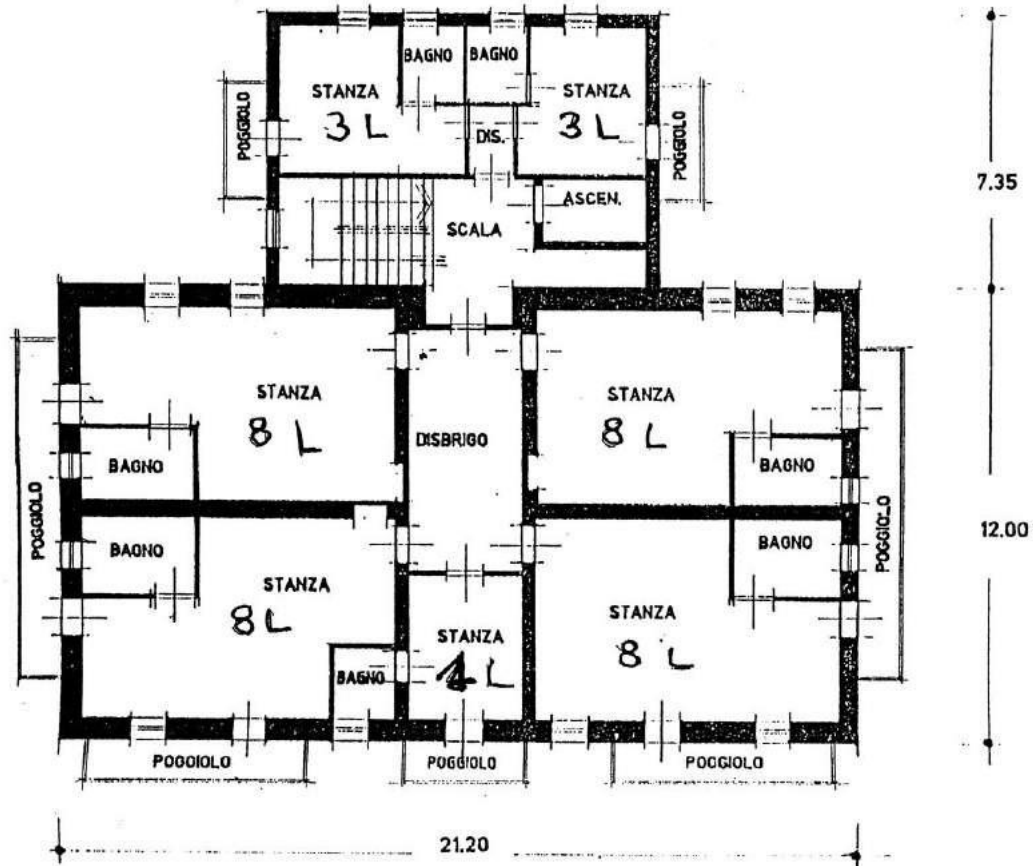 BAGNO
BAGNO
STANZA
3 L
STANZA
3 L
POGGIOLO
POGGIOLO
DIS.
ASCEN.
SCALA
7.35
STANZA
8 L
STANZA
8 L
DISBRIGO
BAGNO
BAGNO
POGGIOLO
POGGIOLO
12.00
BAGNO
BAGNO
STANZA
8 L
STANZA
1 L
STANZA
8 L
BAGNO
POGGIOLO
POGGIOLO
POGGIOLO
21.20